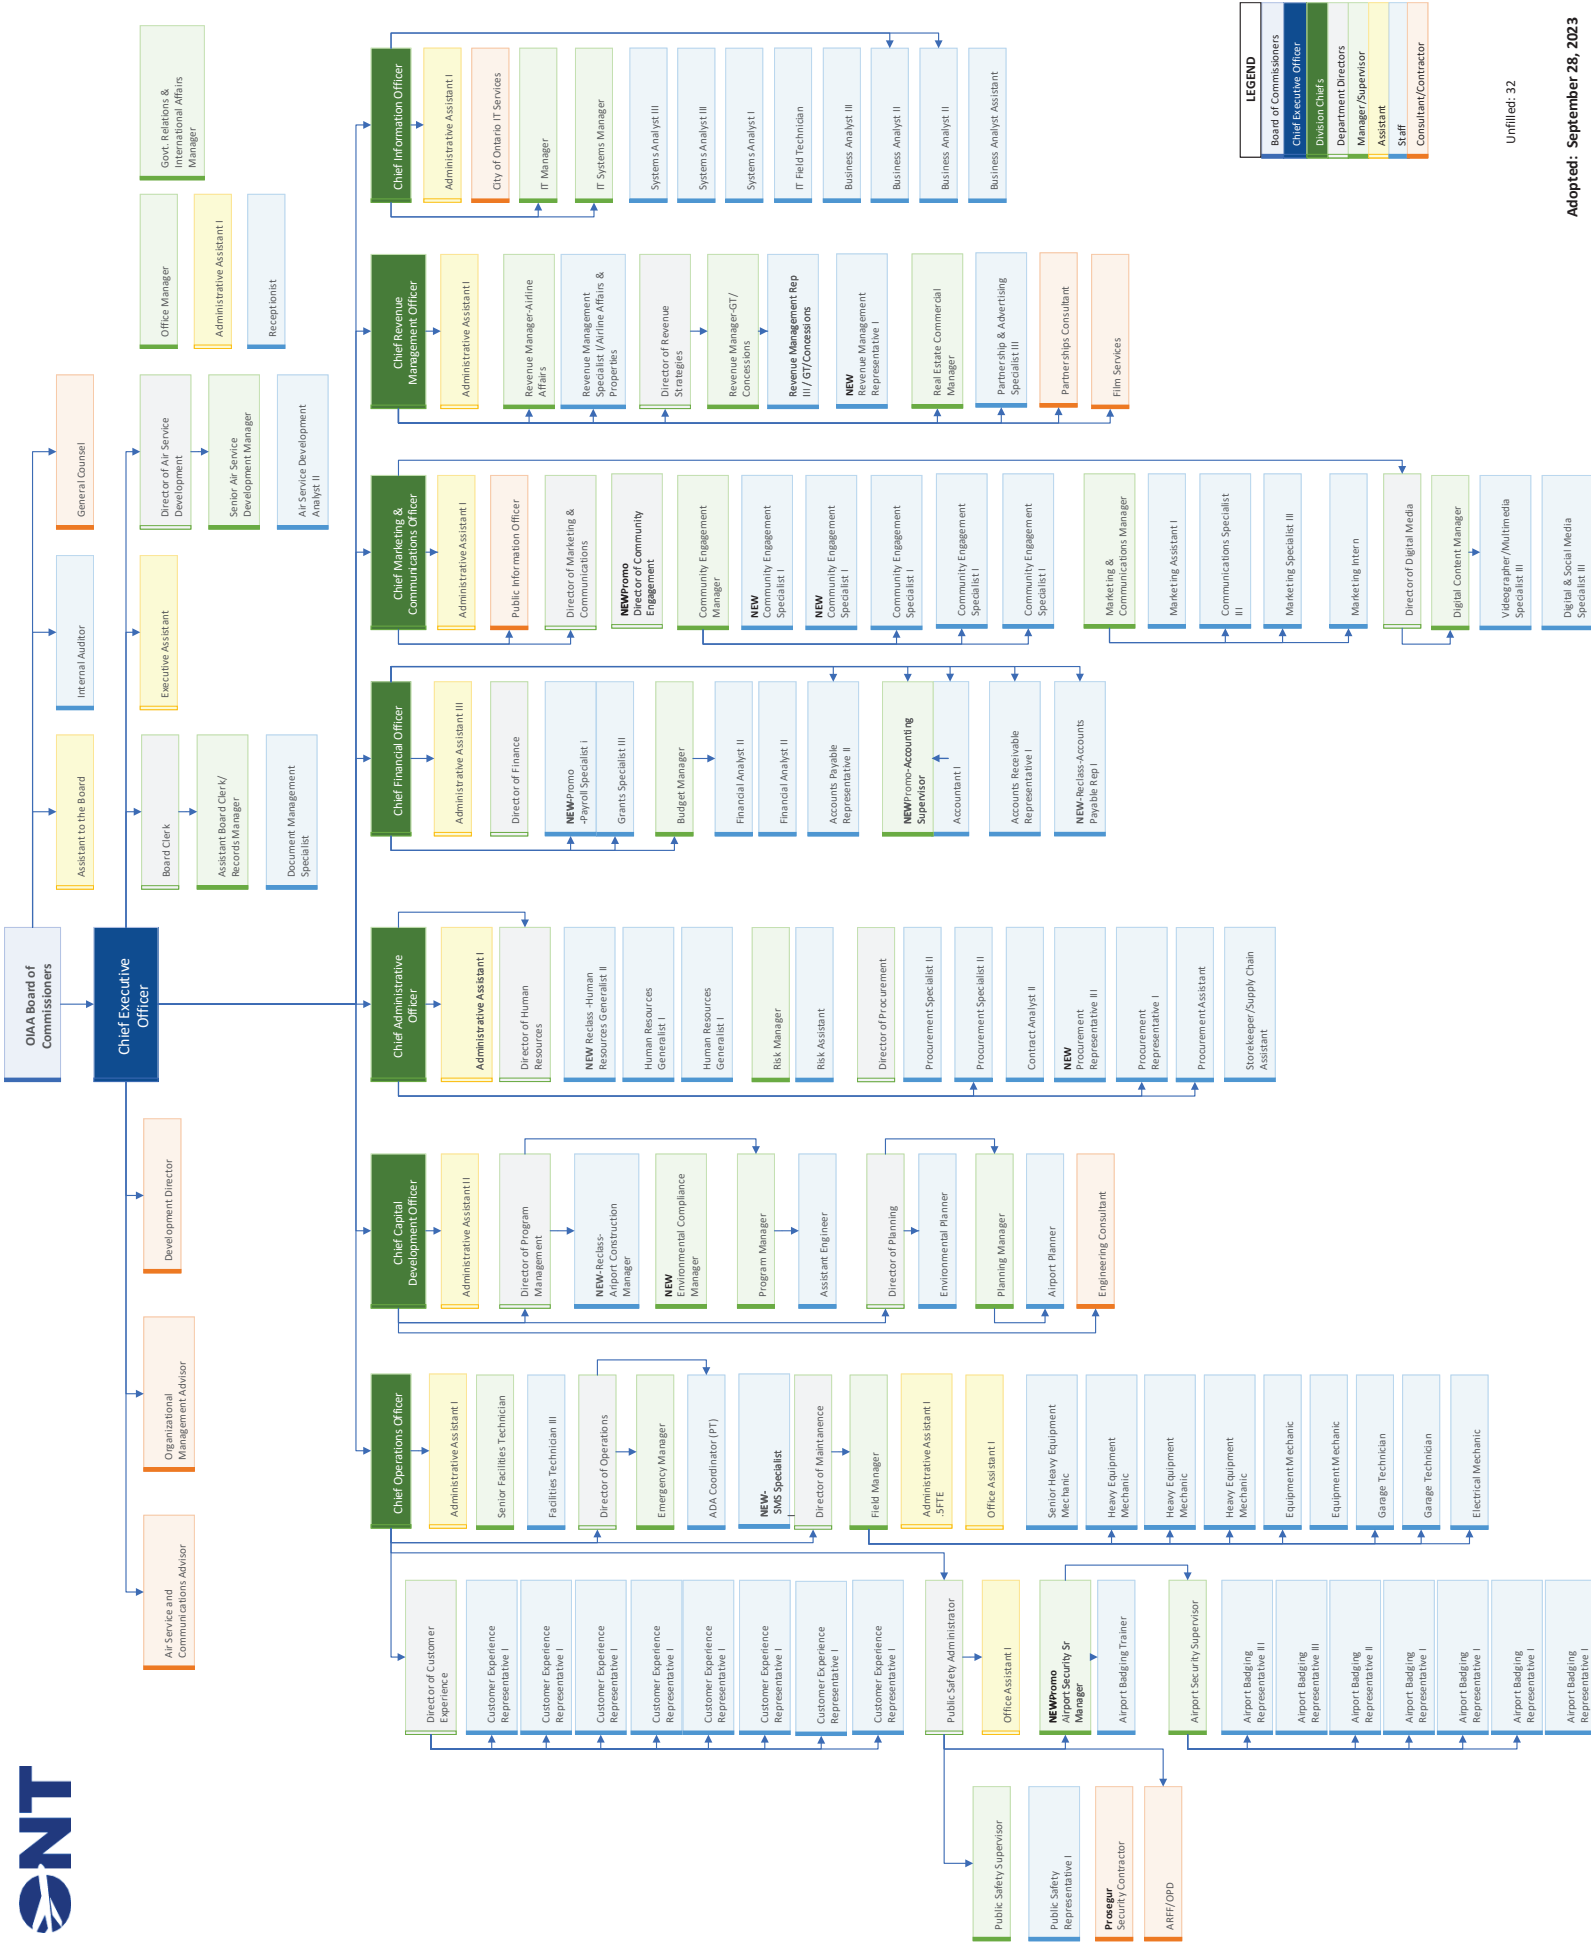 ONT
OIAA Board of
Commissioners
Chief Executive
Officer
Assistant to the Board
Internal Auditor
General Counsel
Air Service and
Communications Advisor
Organizational
Management Advisor
Development Director
Board Clerk
Assistant Board Clerk/
Records Manager
Document Management
Specialist
Executive Assistant
Director of Air Service
Development
Senior Air Service
Development Manager
Air Service Development
Analyst II
Office Manager
Administrative Assistant I
Receptionist
Govt. Relations &
International Affairs
Manager
Chief Operations Officer
Administrative Assistant I
Senior Facilities Technician
Facilities Technician III
Director of Operations
Emergency Manager
ADA Coordinator (PT)
NEW-
SMS Specialist
Director of Maintanence
Field Manager
Administrative Assistant I
.5FTE
Office Assistant I
Senior Heavy Equipment
Mechanic
Heavy Equipment
Mechanic
Heavy Equipment
Mechanic
Heavy Equipment
Mechanic
Equipment Mechanic
Equipment Mechanic
Garage Technician
Garage Technician
Electrical Mechanic
Director of Customer
Experience
Customer Experience
Representative I
Customer Experience
Representative I
Customer Experience
Representative I
Customer Experience
Representative I
Customer Experience
Representative I
Customer Experience
Representative I
Customer Experience
Representative I
Customer Experience
Representative I
Public Safety Administrator
Office Assistant I
NEWPromo
Airport Security Sr
Manager
Airport Badging Trainer
Airport Security Supervisor
Airport Badging
Representative III
Airport Badging
Representative III
Airport Badging
Representative II
Airport Badging
Representative I
Airport Badging
Representative I
Airport Badging
Representative I
Airport Badging
Representative I
Public Safety Supervisor
Public Safety
Representative I
Prosegur
Security Contractor
ARFF/OPD
Chief Capital
Development Officer
Administrative Assistant II
Director of Program
Management
NEW-Reclass-
Ariport Construction
Manager
NEW
Environmental Compliance
Manager
Program Manager
Assistant Engineer
Director of Planning
Environmental Planner
Planning Manager
Airport Planner
Engineering Consultant
Chief Administrative
Officer
Administrative Assistant I
Director of Human
Resources
NEW Reclass -Human
Resources Generalist II
Human Resources
Generalist I
Human Resources
Generalist I
Risk Manager
Risk Assistant
Director of Procurement
Procurement Specialist II
Procurement Specialist II
Contract Analyst II
NEW
Procurement
Representative III
Procurement
Representative I
Procurement Assistant
Storekeeper/Supply Chain
Assistant
Chief Financial Officer
Administrative Assistant III
Director of Finance
NEW-Promo
-Payroll Specialist i
Grants Specialist III
Budget Manager
Financial Analyst II
Financial Analyst II
Accounts Payable
Representative II
NEWPromo-Accounting
Supervisor
Accountant I
Accounts Receivable
Representative I
NEW-Reclass-Accounts
Payable Rep I
Chief Marketing &
Communications Officer
Administrative Assistant I
Public Information Officer
Director of Marketing &
Communications
NEWPromo
Director of Community
Engagement
Community Engagement
Manager
NEW
Community Engagement
Specialist I
NEW
Community Engagement
Specialist I
Community Engagement
Specialist I
Community Engagement
Specialist I
Community Engagement
Specialist I
Marketing &
Communications Manager
Marketing Assistant I
Communications Specialist
III
Marketing Specialist III
Marketing Intern
Director of Digital Media
Digital Content Manager
Videographer/Multimedia
Specialist III
Digital & Social Media
Specialist III
Chief Revenue
Management Officer
Administrative Assistant I
Revenue Manager-Airline
Affairs
Revenue Management
Specialist I/Airline Affairs &
Properties
Director of Revenue
Strategies
Revenue Manager-GT/
Concessions
Revenue Management Rep
III / GT/Concessions
NEW
Revenue Management
Representative I
Real Estate Commercial
Manager
Partnership & Advertising
Specialist III
Partnerships Consultant
Film Services
Chief Information Officer
Administrative Assistant I
City of Ontario IT Services
IT Manager
IT Systems Manager
Systems Analyst III
Systems Analyst III
Systems Analyst I
IT Field Technician
Business Analyst III
Business Analyst II
Business Analyst II
Business Analyst Assistant
LEGEND
Board of Commissioners
Chief Executive Officer
Division Chiefs
Department Directors
Manager/Supervisor
Assistant
Staff
Consultant/Contractor
Unfilled: 32
Adopted: September 28, 2023